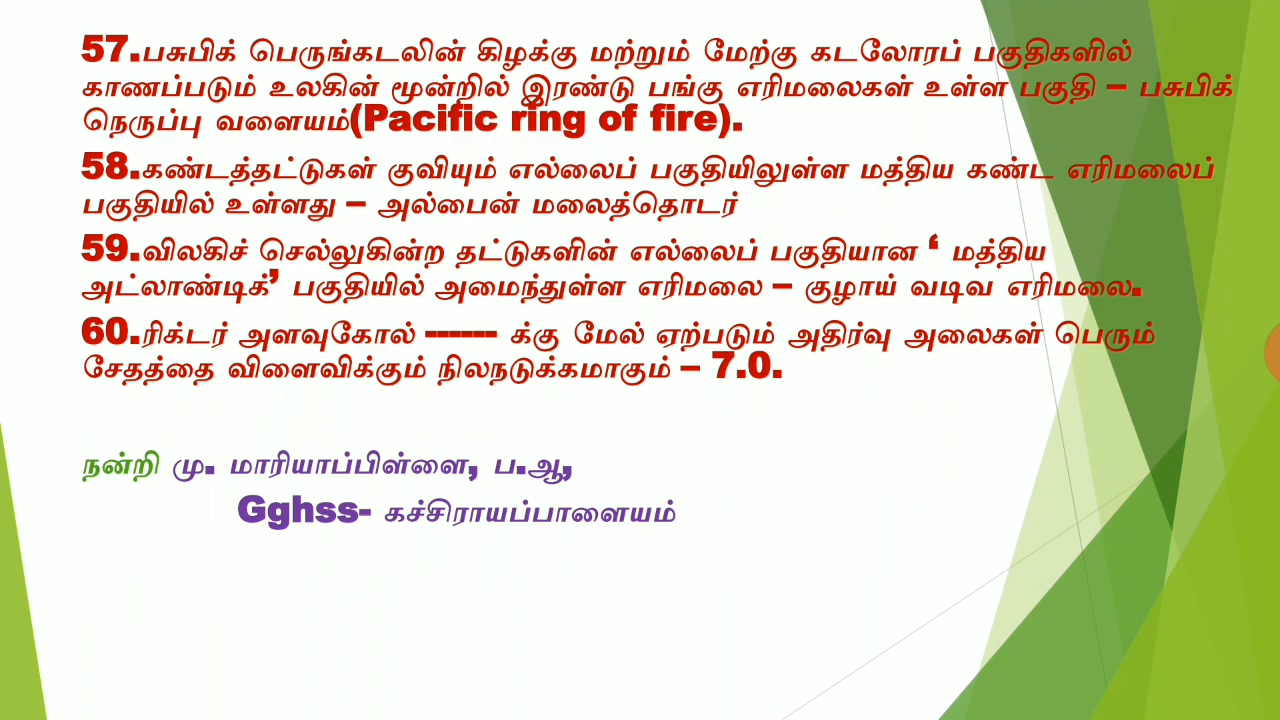 57.பசுபிக் பெருங்கடலின் கிழக்கு மற்றும் மேற்கு கடலோரப் பகுதிகளில்
காணப்படும் உலகின் மூன்றில் இரண்டு பங்கு எரிமலைகள் உள்ள பகுதி – பசுபிக்
நெருப்பு வளையம்(Pacific ring of fire).
58.கண்டத்தட்டுகள் குவியும் எல்லைப் பகுதியிலுள்ள மத்திய கண்ட எரிமலைப்
பகுதியில் உள்ளது – அல்பைன் மலைத்தொடர்
59.விலகிச் செல்லுகின்ற தட்டுகளின் எல்லைப் பகுதியான ‘ மத்திய
அட்லாண்டிக்’ பகுதியில் அமைந்துள்ள எரிமலை – குழாய் வடிவ எரிமலை.
60.ரிக்டர் அளவுகோல் ------ க்கு மேல் ஏற்படும் அதிர்வு அலைகள் பெரும்
சேதத்தை விளைவிக்கும் நிலநடுக்கமாகும் – 7.0.
நன்றி மு. மாரியாப்பிள்ளை, ப.ஆ,
Gghss- கச்சிராயப்பாளையம்